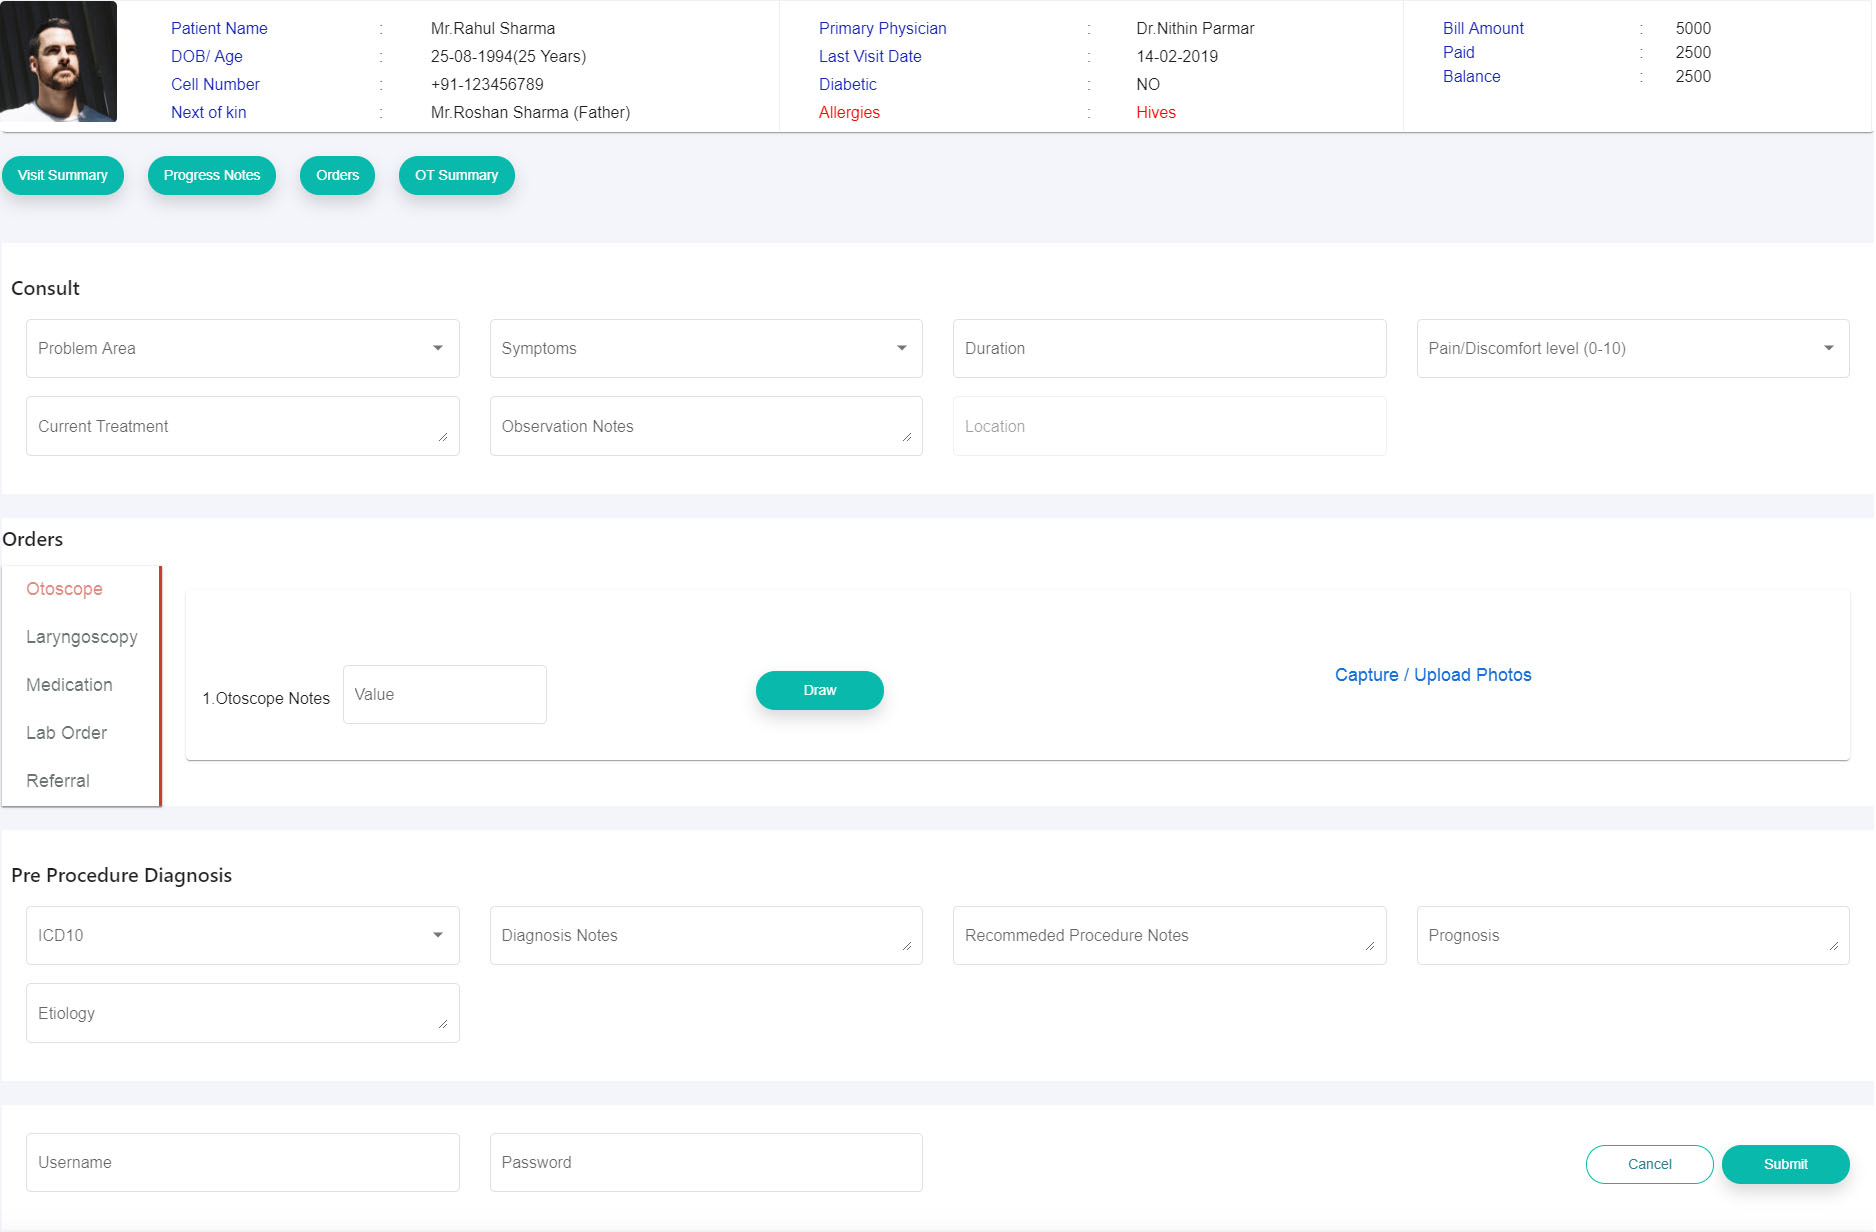 Patient Name : Mr.Rahul Sharma
DOB/ Age : 25-08-1994(25 Years)
Cell Number : +91-123456789
Next of kin : Mr.Roshan Sharma (Father)
Primary Physician : Dr.Nithin Parmar
Last Visit Date : 14-02-2019
Diabetic : NO
Allergies : Hives
Bill Amount : 5000
Paid : 2500
Balance : 2500
Visit Summary Progress Notes Orders OT Summary
Consult
Problem Area Symptoms Duration Pain/Discomfort level (0-10)
Current Treatment Observation Notes Location
Orders
Otoscope
Laryngoscopy
Medication
Lab Order
Referral
1.Otoscope Notes Value Draw Capture / Upload Photos
Pre Procedure Diagnosis
ICD10 Diagnosis Notes Recommeded Procedure Notes Prognosis
Etiology
Username Password Cancel Submit